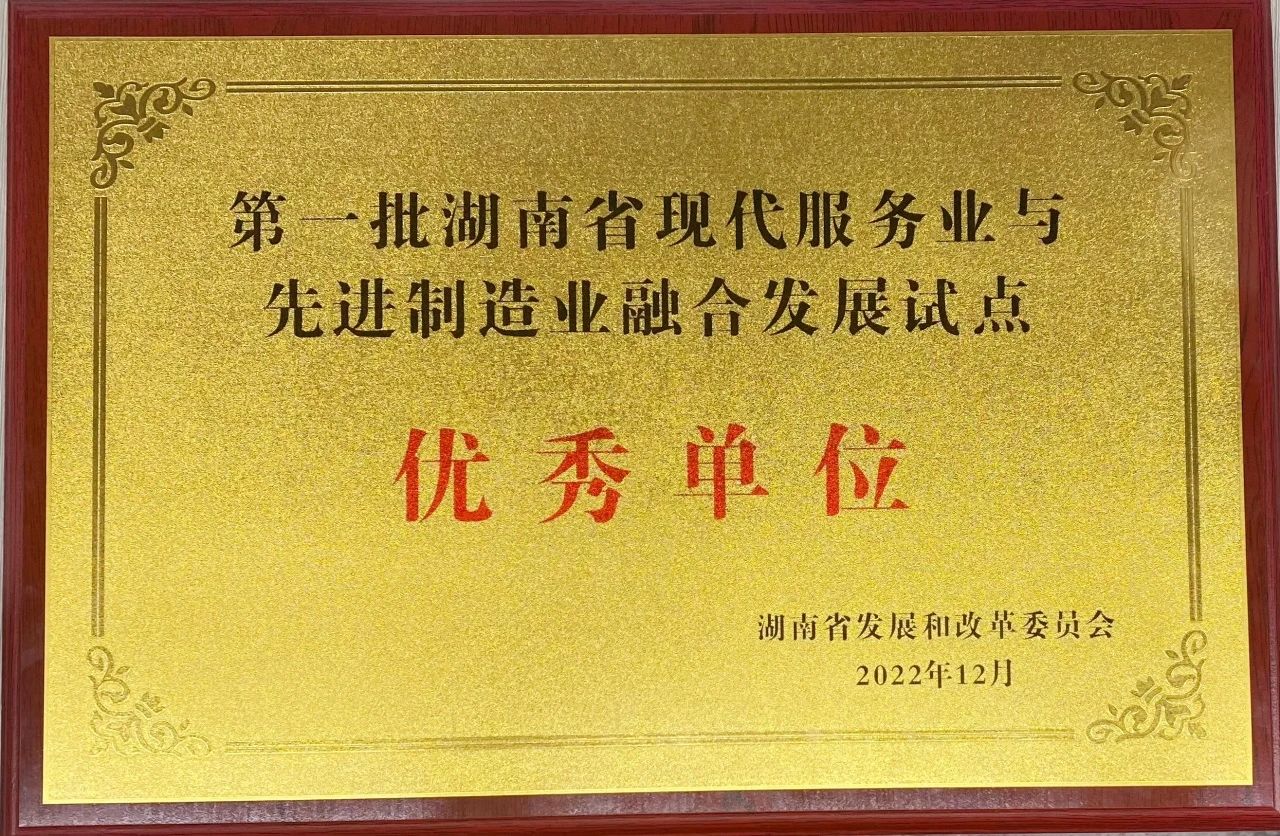 第一批湖南省现代服务业与
先进制造业融合发展试点
优秀单位
湖南省发展和改革委员会
2022年12月